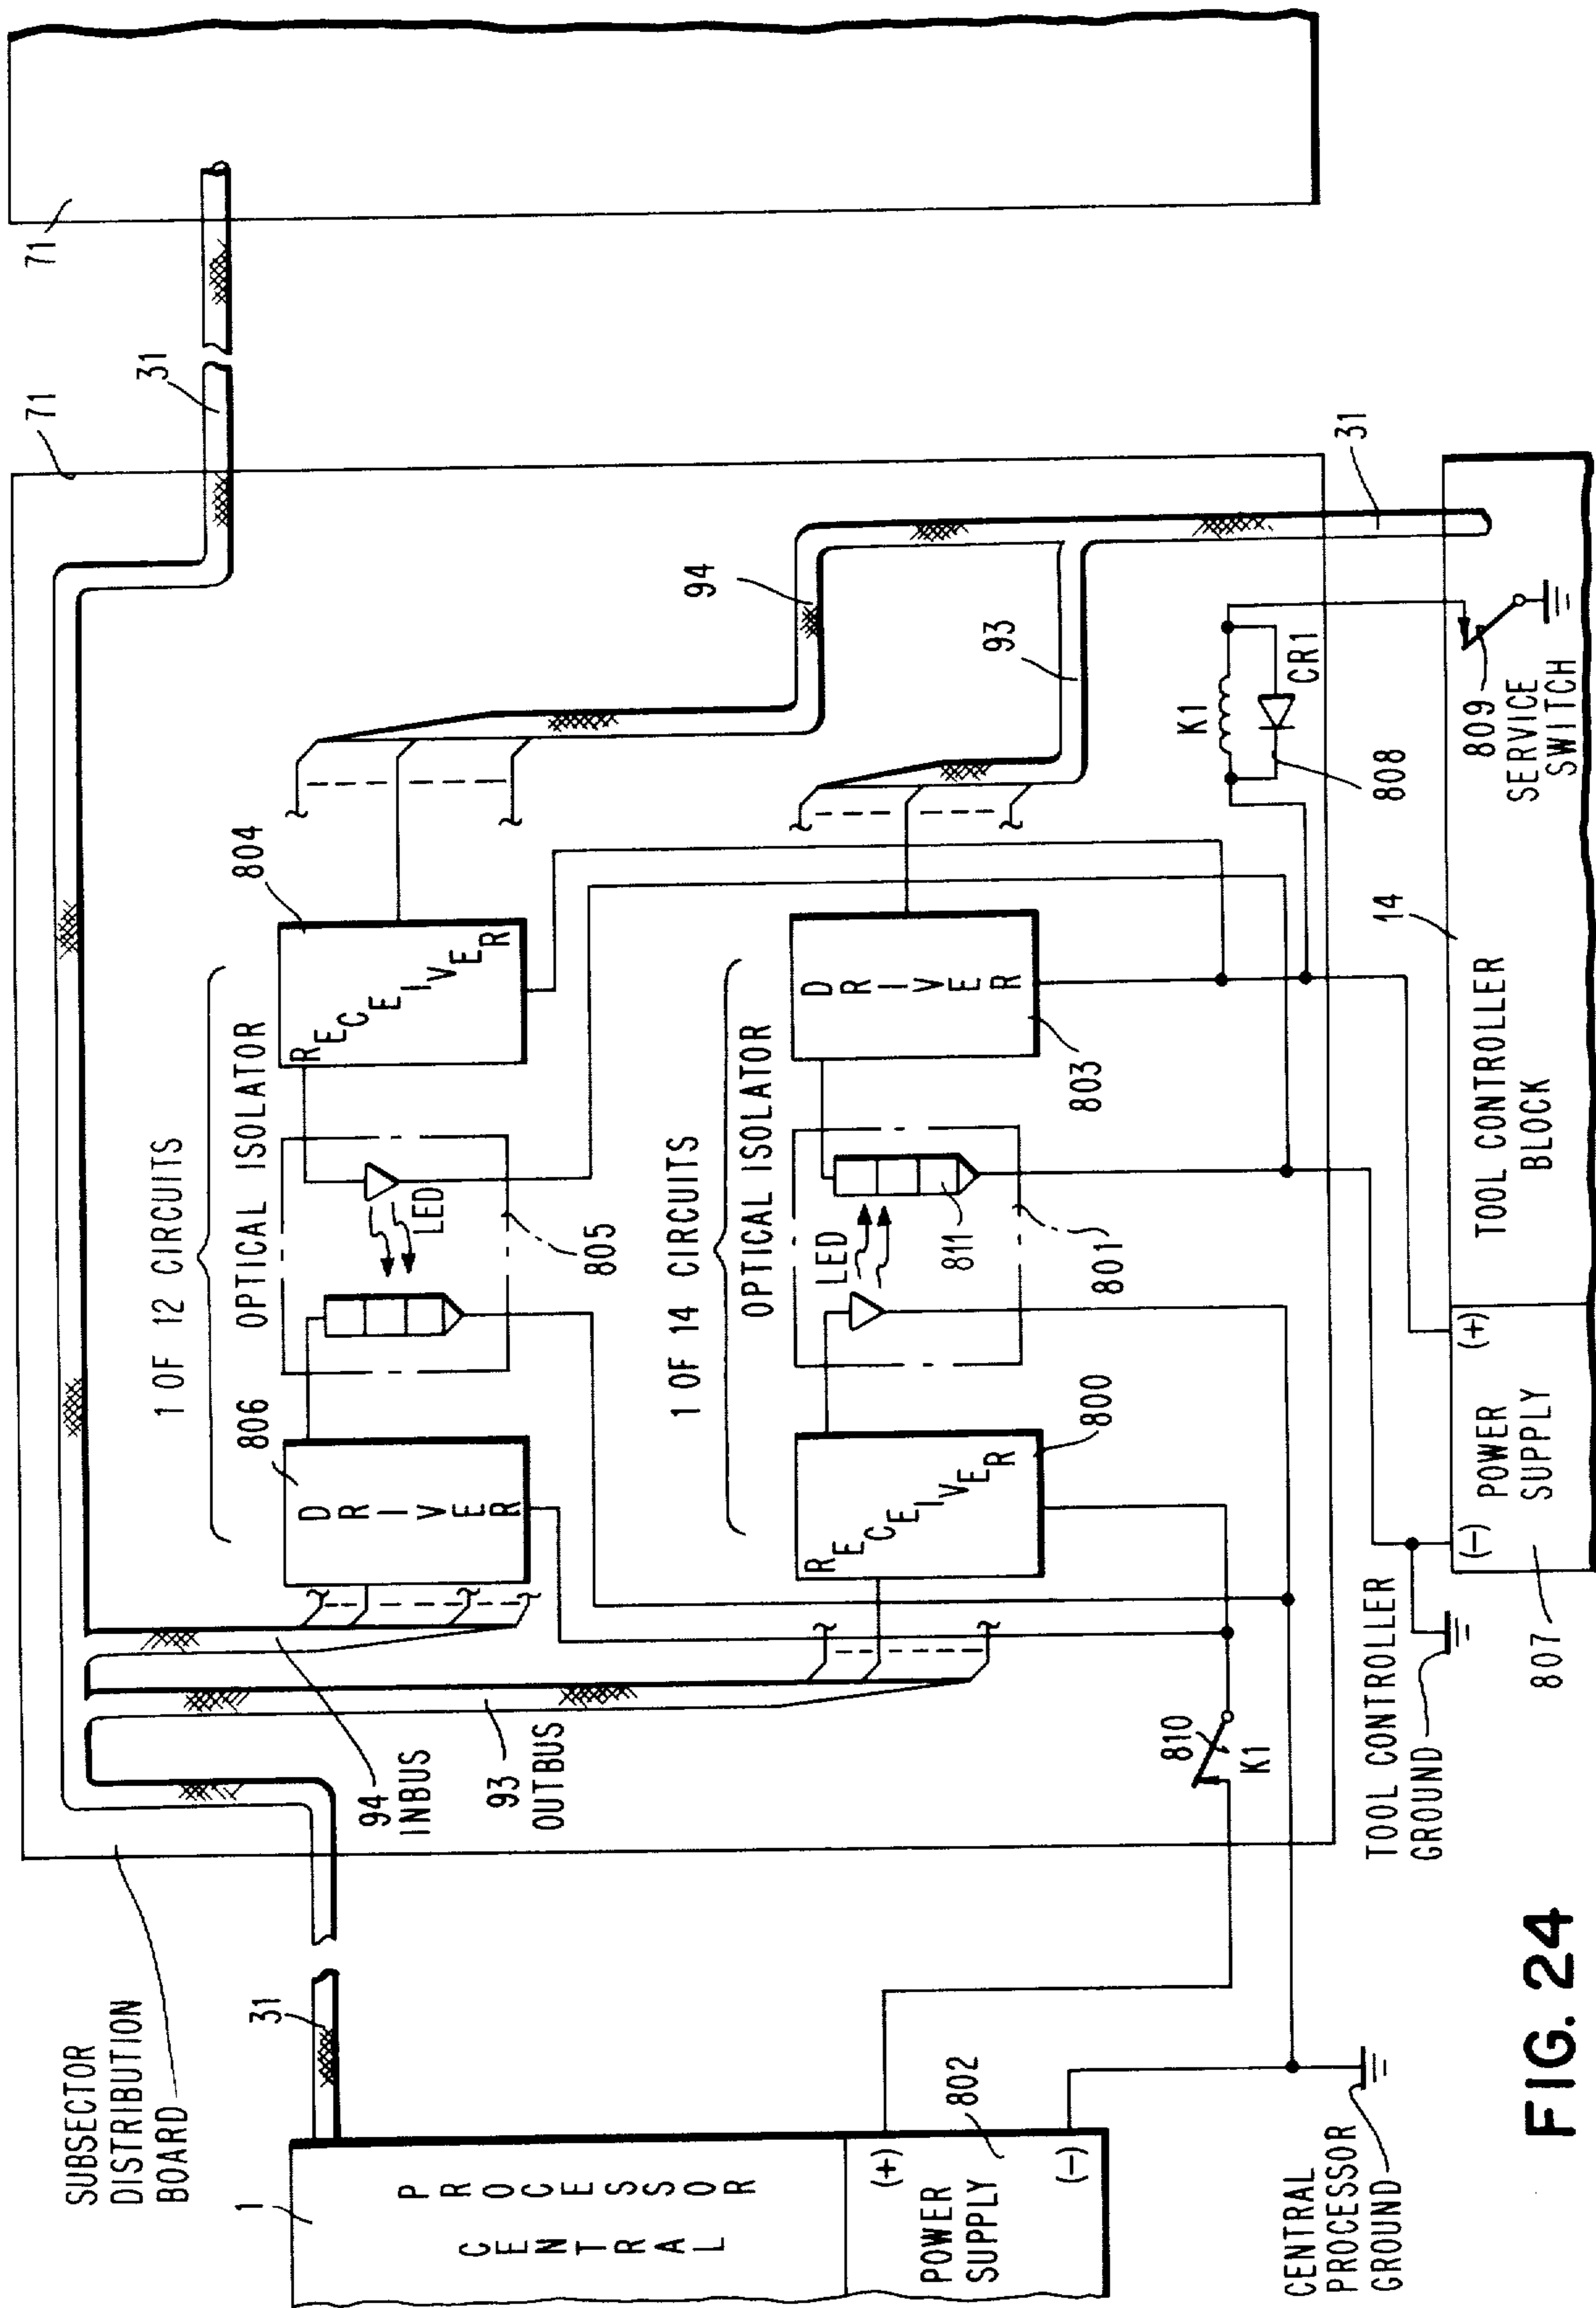 SUBSECTOR
DISTRIBUTION
BOARD
71
71
31
31
1 OF 12 CIRCUITS
OPTICAL ISOLATOR
806
DRIVER
LED
805
804
RECEIVER
94
INBUS
93
OUTBUS
31
1
CENTRAL
PROCESSOR
POWER
SUPPLY
(+)
(-)
802
1 OF 14 CIRCUITS
OPTICAL ISOLATOR
RECEIVER
800
LED
811
801
DRIVER
803
94
93
31
810
K1
K1
CR1
808
809
SERVICE
SWITCH
14
TOOL CONTROLLER
BLOCK
(-)
(+)
POWER
SUPPLY
807
TOOL CONTROLLER
GROUND
CENTRAL
PROCESSOR
GROUND
FIG. 24